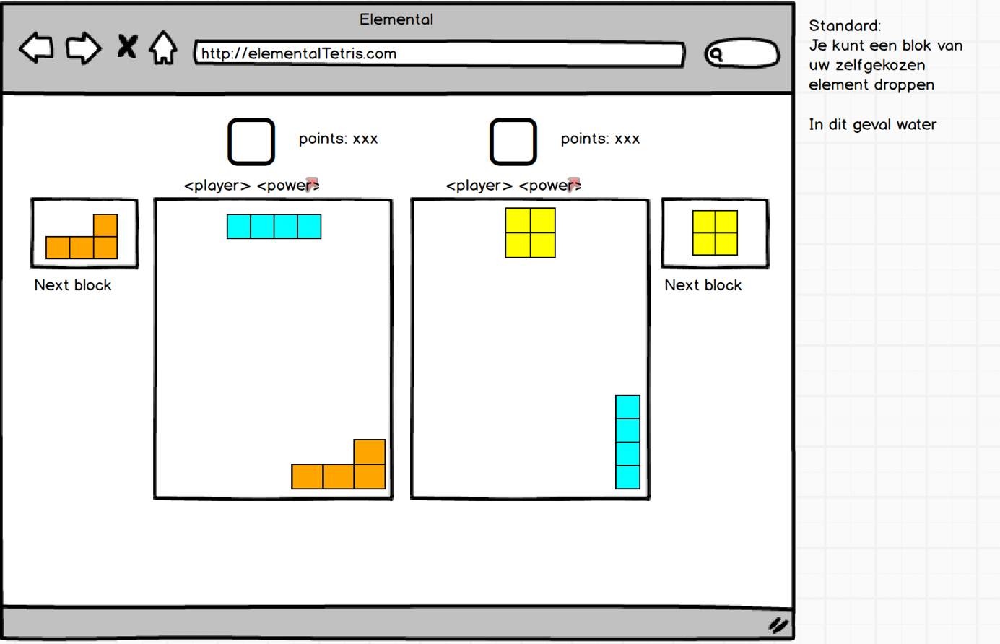 Elemental
http://elementalTetris.com
Standard:
Je kunt een blok van
uw zelfgekozen
element droppen
In dit geval water
points: xxx
points: xxx
<player> <power>
<player> <power>
Next block
Next block